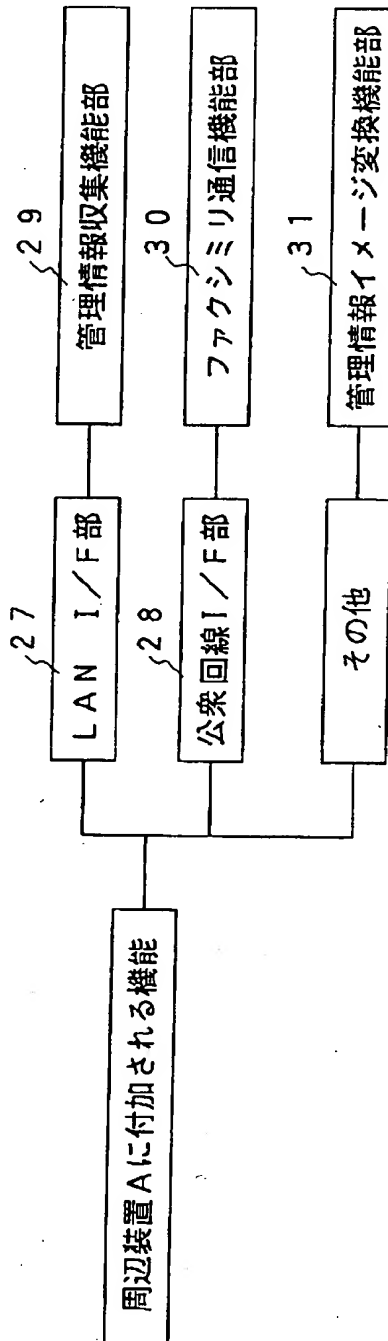 周辺装置Aに付加される機能
27
LAN I/F部
29
管理情報収集機能部
28
公衆回線I/F部
30
ファクシミリ通信機能部
その他
31
管理情報イメージ変換機能部